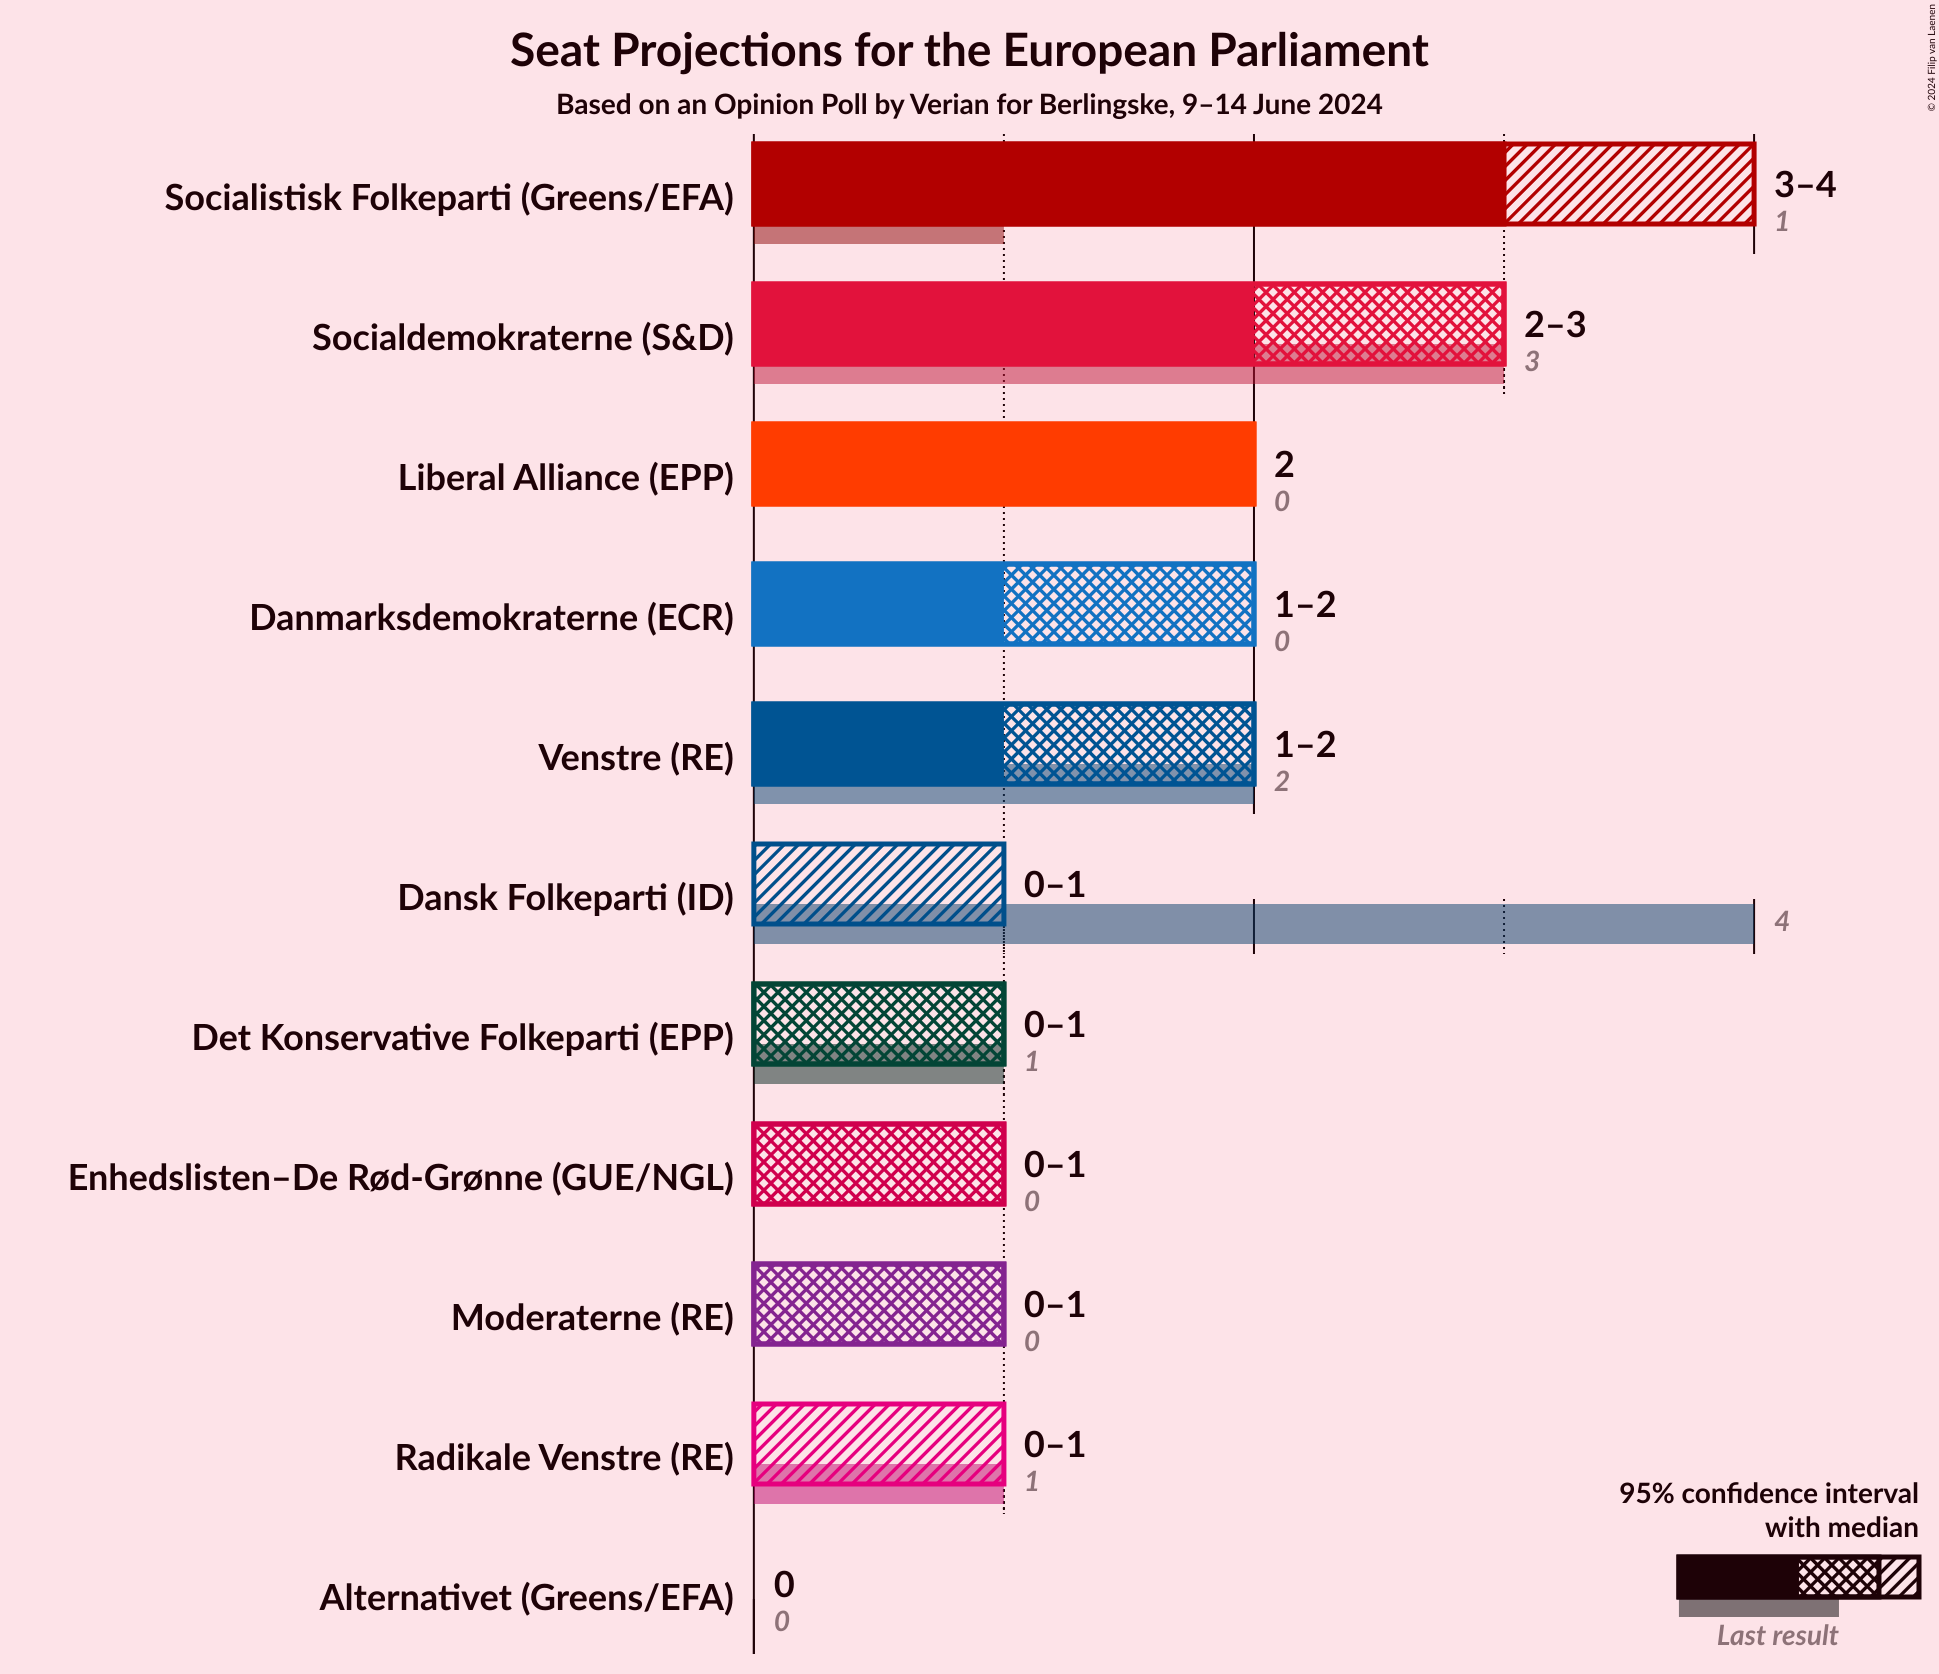 Seat Projections for the European Parliament
Based on an Opinion Poll by Verian for Berlingske, 9–14 June 2024
© 2024 Filip van Laenen
Socialistisk Folkeparti (Greens/EFA)
3–4
1
Socialdemokraterne (S&D)
2–3
3
Liberal Alliance (EPP)
2
0
Danmarksdemokraterne (ECR)
1–2
0
Venstre (RE)
1–2
2
Dansk Folkeparti (ID)
0–1
4
Det Konservative Folkeparti (EPP)
0–1
1
Enhedslisten–De Rød-Grønne (GUE/NGL)
0–1
0
Moderaterne (RE)
0–1
0
Radikale Venstre (RE)
0–1
1
Alternativet (Greens/EFA)
0
0
95% confidence interval
with median
Last result